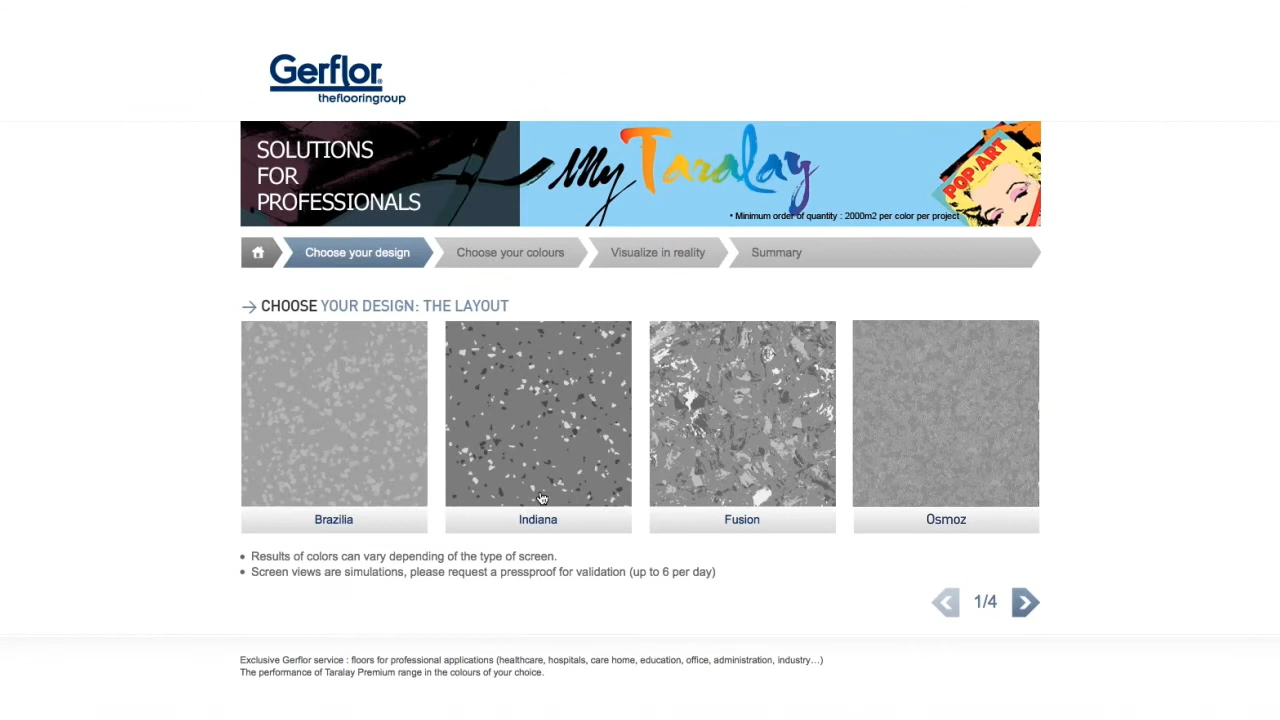 Gerflor®
theflooringroup
SOLUTIONS
FOR
PROFESSIONALS
My Taralay
• Minimum order of quantity : 2000m2 per color per project
POP ART
Choose your design
Choose your colours
Visualize in reality
Summary
CHOOSE YOUR DESIGN: THE LAYOUT
Brazilia
Indiana
Fusion
Osmoz
• Results of colors can vary depending of the type of screen.
• Screen views are simulations, please request a pressproof for validation (up to 6 per day)
1/4
Exclusive Gerflor service : floors for professional applications (healthcare, hospitals, care home, education, office, administration, industry...)
The performance of Taralay Premium range in the colours of your choice.